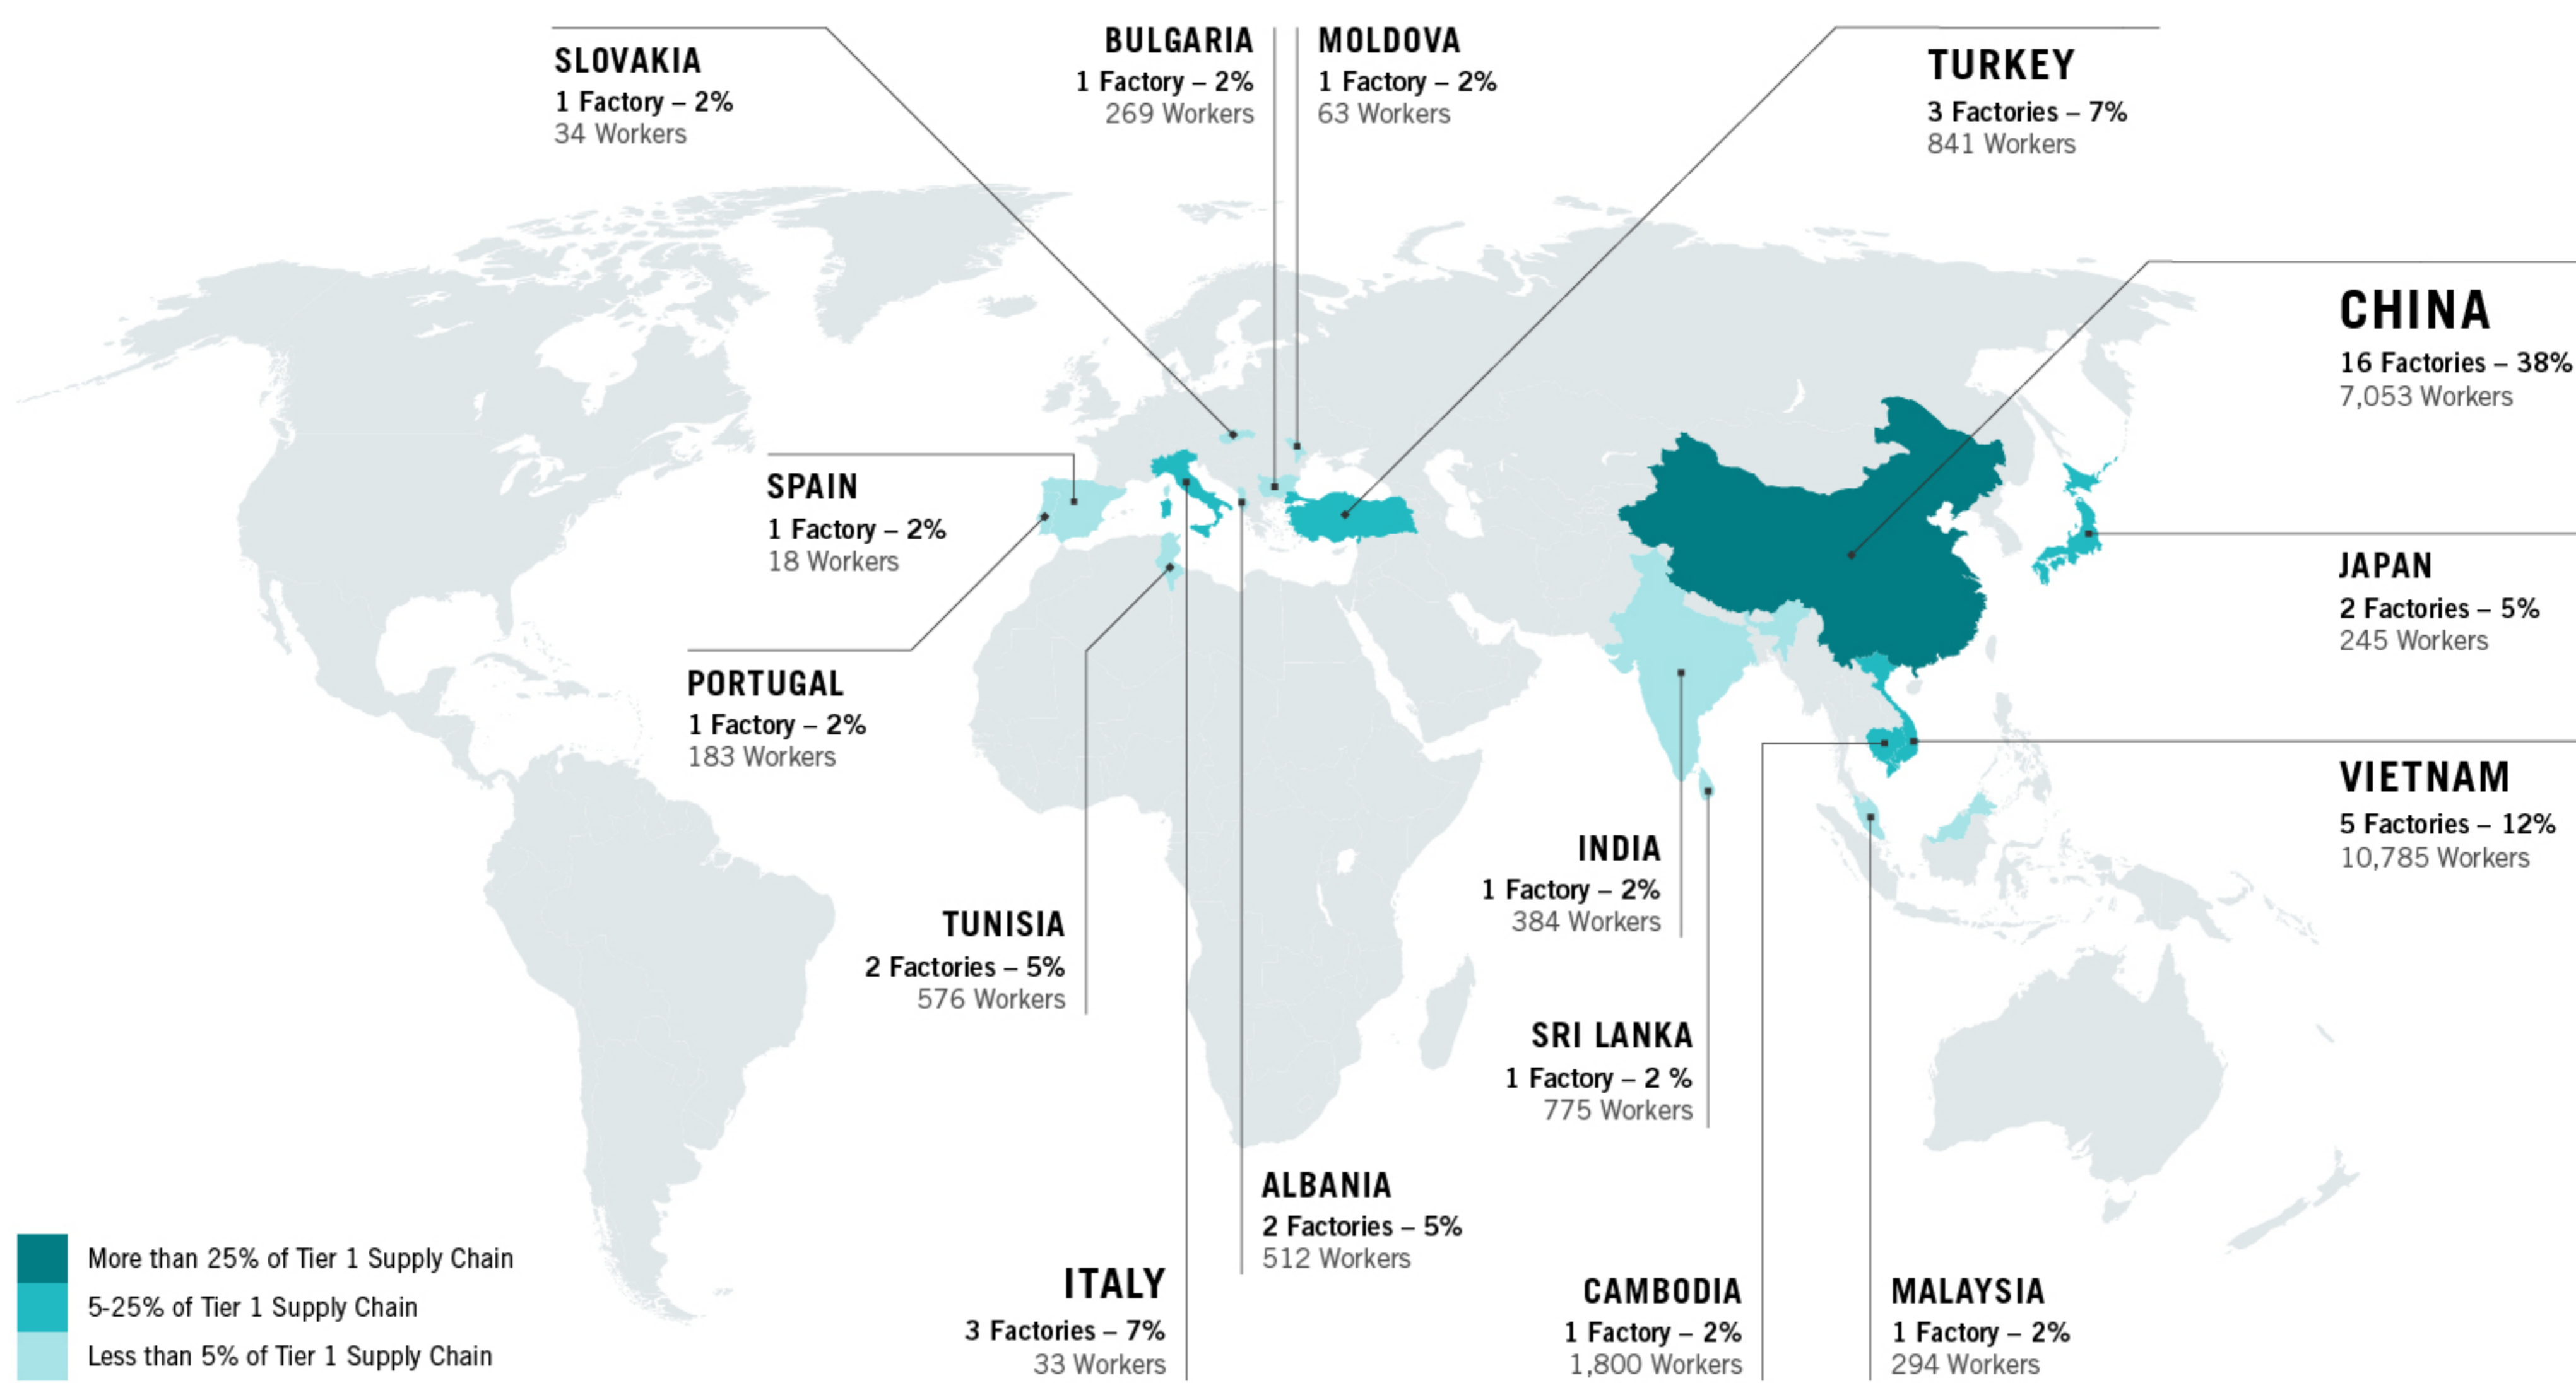 SLOVAKIA
1 Factory – 2%
34 Workers
BULGARIA
1 Factory – 2%
269 Workers
MOLDOVA
1 Factory – 2%
63 Workers
TURKEY
3 Factories – 7%
841 Workers
CHINA
16 Factories – 38%
7,053 Workers
SPAIN
1 Factory – 2%
18 Workers
JAPAN
2 Factories – 5%
245 Workers
PORTUGAL
1 Factory – 2%
183 Workers
VIETNAM
5 Factories – 12%
10,785 Workers
INDIA
1 Factory – 2%
384 Workers
TUNISIA
2 Factories – 5%
576 Workers
SRI LANKA
1 Factory – 2 %
775 Workers
ALBANIA
2 Factories – 5%
512 Workers
ITALY
3 Factories – 7%
33 Workers
CAMBODIA
1 Factory – 2%
1,800 Workers
MALAYSIA
1 Factory – 2%
294 Workers
More than 25% of Tier 1 Supply Chain
5-25% of Tier 1 Supply Chain
Less than 5% of Tier 1 Supply Chain